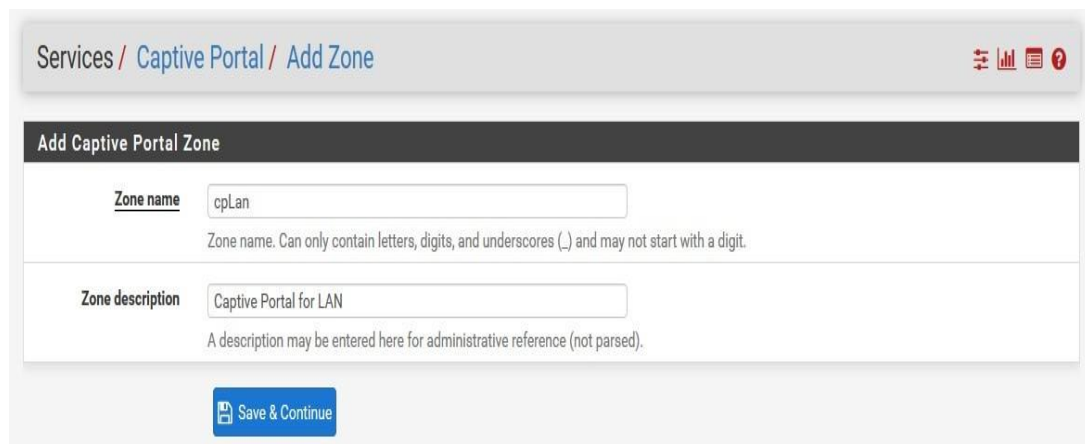 Services / Captive Portal / Add Zone
Add Captive Portal Zone
Zone name
cpLan
Zone name. Can only contain letters, digits, and underscores (_) and may not start with a digit.
Zone description
Captive Portal for LAN
A description may be entered here for administrative reference (not parsed).
Save & Continue